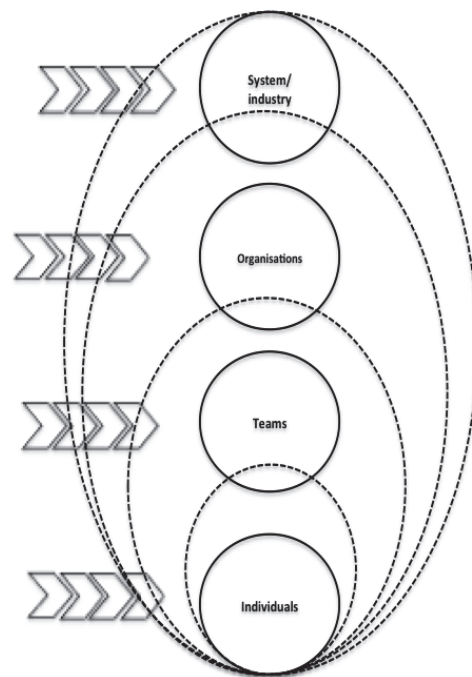 System/
industry
Organisations
Teams
Individuals